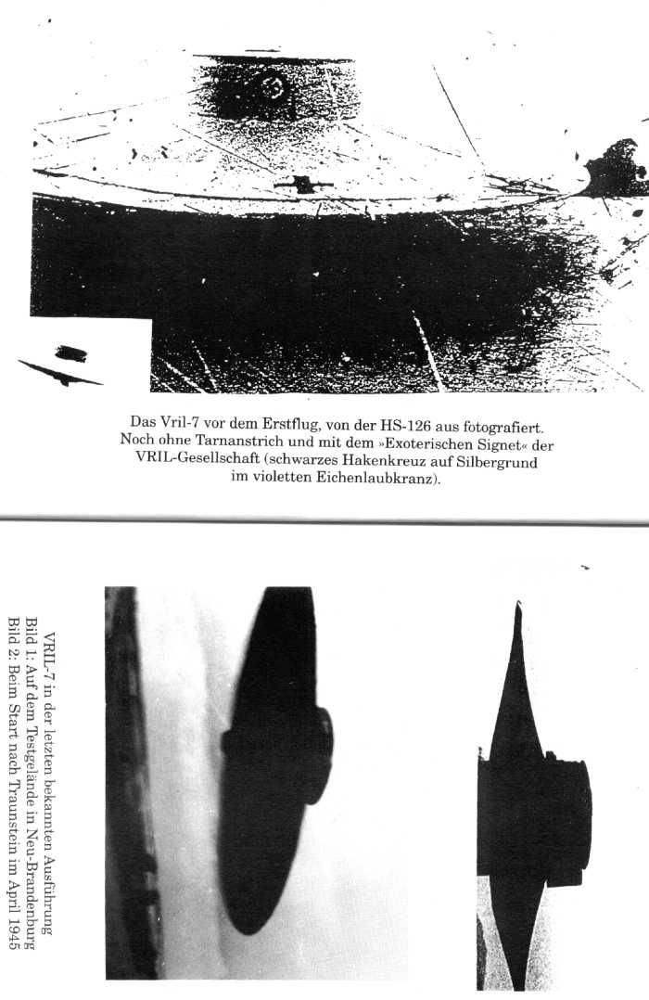 Das Vril-7 vor dem Erstflug, von der HS-126 aus fotografiert.
Noch ohne Tarnanstrich und mit dem »Exoterischen Signet« der
VRIL-Gesellschaft (schwarzes Hakenkreuz auf Silbergrund
im violetten Eichenlaubkranz).
VRIL-7 in der letzten bekannten Ausführung
Bild 1: Auf dem Testgelände in Neu-Brandenburg
Bild 2: Beim Start nach Traunstein im April 1945